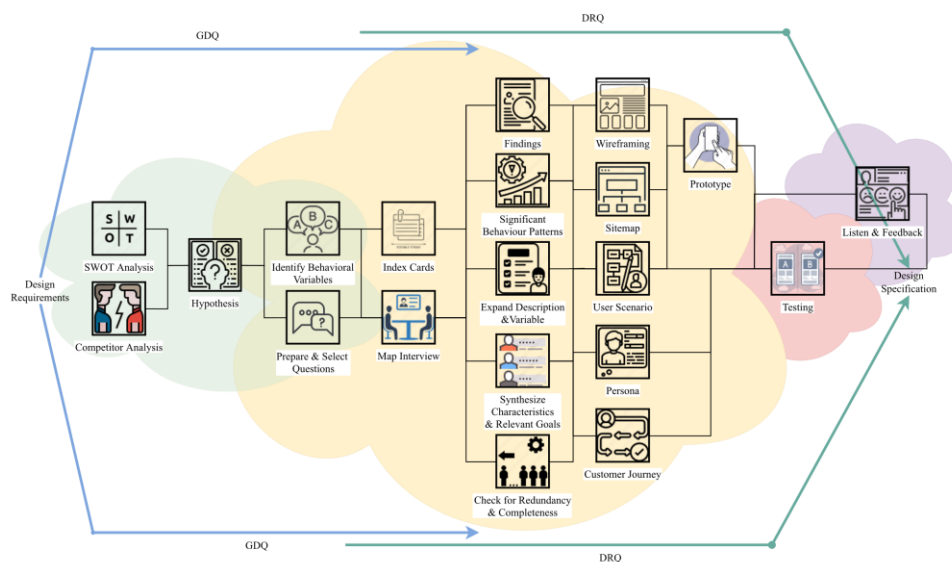 GDQ
DRQ
Findings
Wireframing
Prototype
Significant
Behaviour Patterns
Sitemap
S W
O T
SWOT Analysis
Hypothesis
A B C
Identify Behavioral
Variables
Index Cards
Listen & Feedback
Design
Requirements
Design
Specification
Expand Description
&Variable
User Scenario
A B
Testing
Competitor Analysis
Prepare & Select
Questions
Map Interview
Synthesize
Characteristics
& Relevant Goals
Persona
Check for Redundancy
& Completeness
Customer Journey
GDQ
DRQ